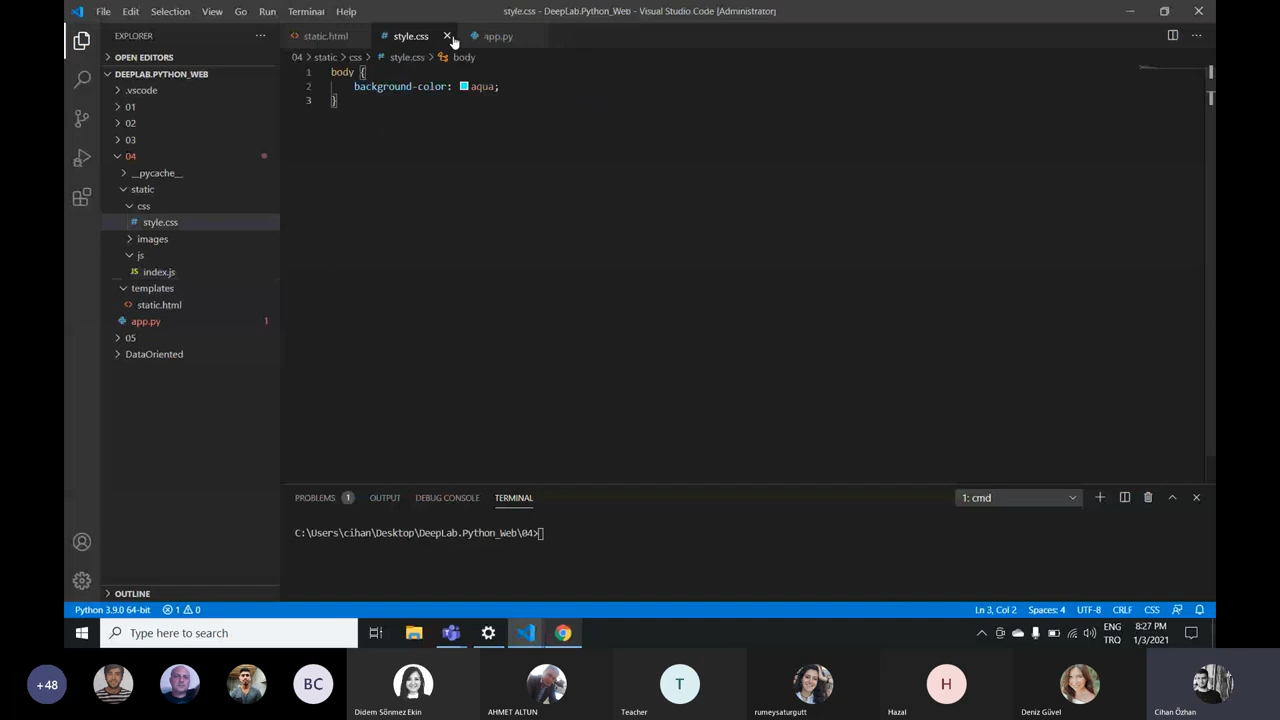 File Edit Selection View Go Run Terminal Help style.css - DeepLab.Python_Web - Visual Studio Code [Administrator]
EXPLORER
static.html style.css app.py
OPEN EDITORS
04 > static > css > style.css > body
DEEPLAB.PYTHON_WEB
1 body {
2 background-color: aqua;
3 }
.vscode
01
02
03
04
__pycache__
static
css
style.css
images
js
JS index.js
templates
static.html
app.py 1
05
DataOriented
PROBLEMS 1 OUTPUT DEBUG CONSOLE TERMINAL 1: cmd
C:\Users\cihan\Desktop\DeepLab.Python_Web\04>
OUTLINE
Python 3.9.0 64-bit 1 0 Ln 3, Col 2 Spaces: 4 UTF-8 CRLF CSS
Type here to search
ENG 8:27 PM
TRQ 1/3/2021
+48 BC T H
Didem Sönmez Ekin AHMET ALTUN Teacher rumeysaturgutt Hazal Deniz Güvel Cihan Özhan